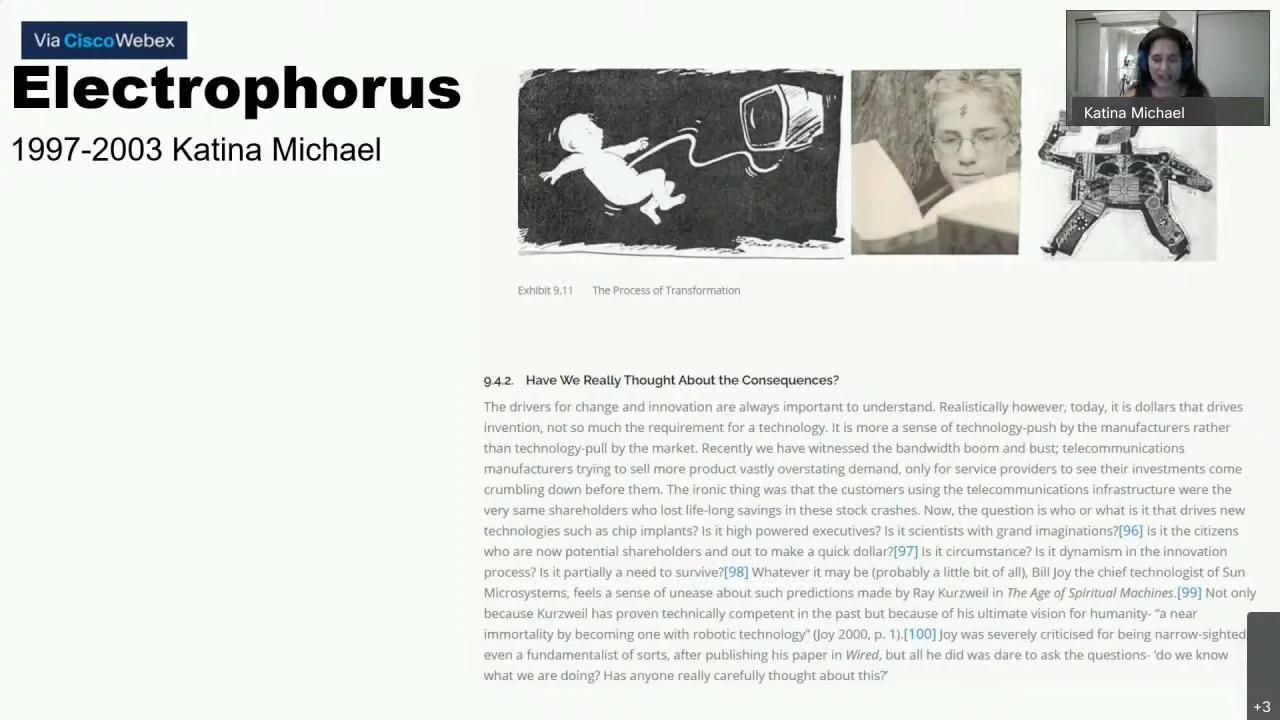 Via CiscoWebex
Electrophorus
1997-2003 Katina Michael
Katina Michael
Exhibit 9.11 The Process of Transformation
9.4.2. Have We Really Thought About the Consequences?
The drivers for change and innovation are always important to understand. Realistically however, today, it is dollars that drives
invention, not so much the requirement for a technology. It is more a sense of technology-push by the manufacturers rather
than technology-pull by the market. Recently we have witnessed the bandwidth boom and bust; telecommunications
manufacturers trying to sell more product vastly overstating demand, only for service providers to see their investments come
crumbling down before them. The ironic thing was that the customers using the telecommunications infrastructure were the
very same shareholders who lost life-long savings in these stock crashes. Now, the question is who or what is it that drives new
technologies such as chip implants? Is it high powered executives? Is it scientists with grand imaginations?[96] Is it the citizens
who are now potential shareholders and out to make a quick dollar?[97] Is it circumstance? Is it dynamism in the innovation
process? Is it partially a need to survive?[98] Whatever it may be (probably a little bit of all), Bill Joy the chief technologist of Sun
Microsystems, feels a sense of unease about such predictions made by Ray Kurzweil in The Age of Spiritual Machines.[99] Not only
because Kurzweil has proven technically competent in the past but because of his ultimate vision for humanity- “a near
immortality by becoming one with robotic technology” (Joy 2000, p. 1).[100] Joy was severely criticised for being narrow-sighted,
even a fundamentalist of sorts, after publishing his paper in Wired, but all he did was dare to ask the questions- ‘do we know
what we are doing? Has anyone really carefully thought about this?’
+3